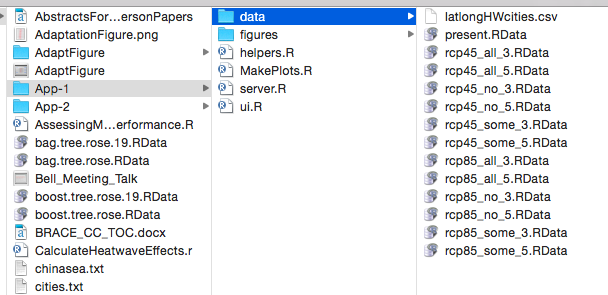 AbstractsFor...ersonPapers
AdaptationFigure.png
AdaptFigure
AdaptFigure
App-1
App-2
AssessingM...erformance.R
bag.tree.rose.19.RData
bag.tree.rose.RData
Bell_Meeting_Talk
boost.tree.rose.19.RData
boost.tree.rose.RData
BRACE_CC_TOC.docx
CalculateHeatwaveEffects.r
chinasea.txt
cities.txt
data
figures
helpers.R
MakePlots.R
server.R
ui.R
latlongHWcities.csv
present.RData
rcp45_all_3.RData
rcp45_all_5.RData
rcp45_no_3.RData
rcp45_no_5.RData
rcp45_some_3.RData
rcp45_some_5.RData
rcp85_all_3.RData
rcp85_all_5.RData
rcp85_no_3.RData
rcp85_no_5.RData
rcp85_some_3.RData
rcp85_some_5.RData